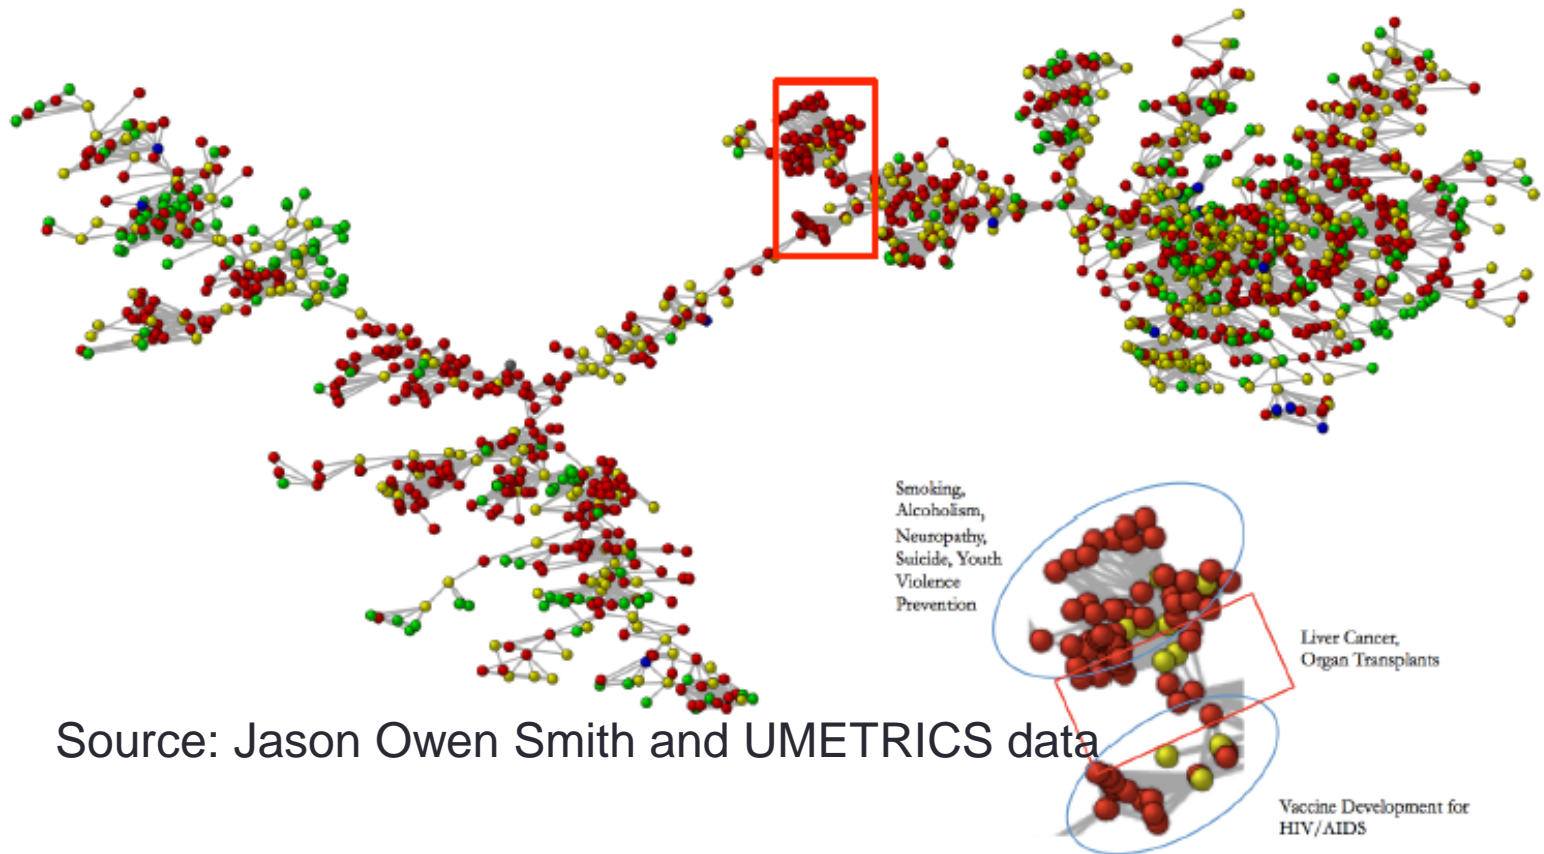 Smoking,
Alcoholism,
Neuropathy,
Suicide, Youth
Violence
Prevention
Liver Cancer,
Organ Transplants
Source: Jason Owen Smith and UMETRICS data
Vaccine Development for
HIV/AIDS